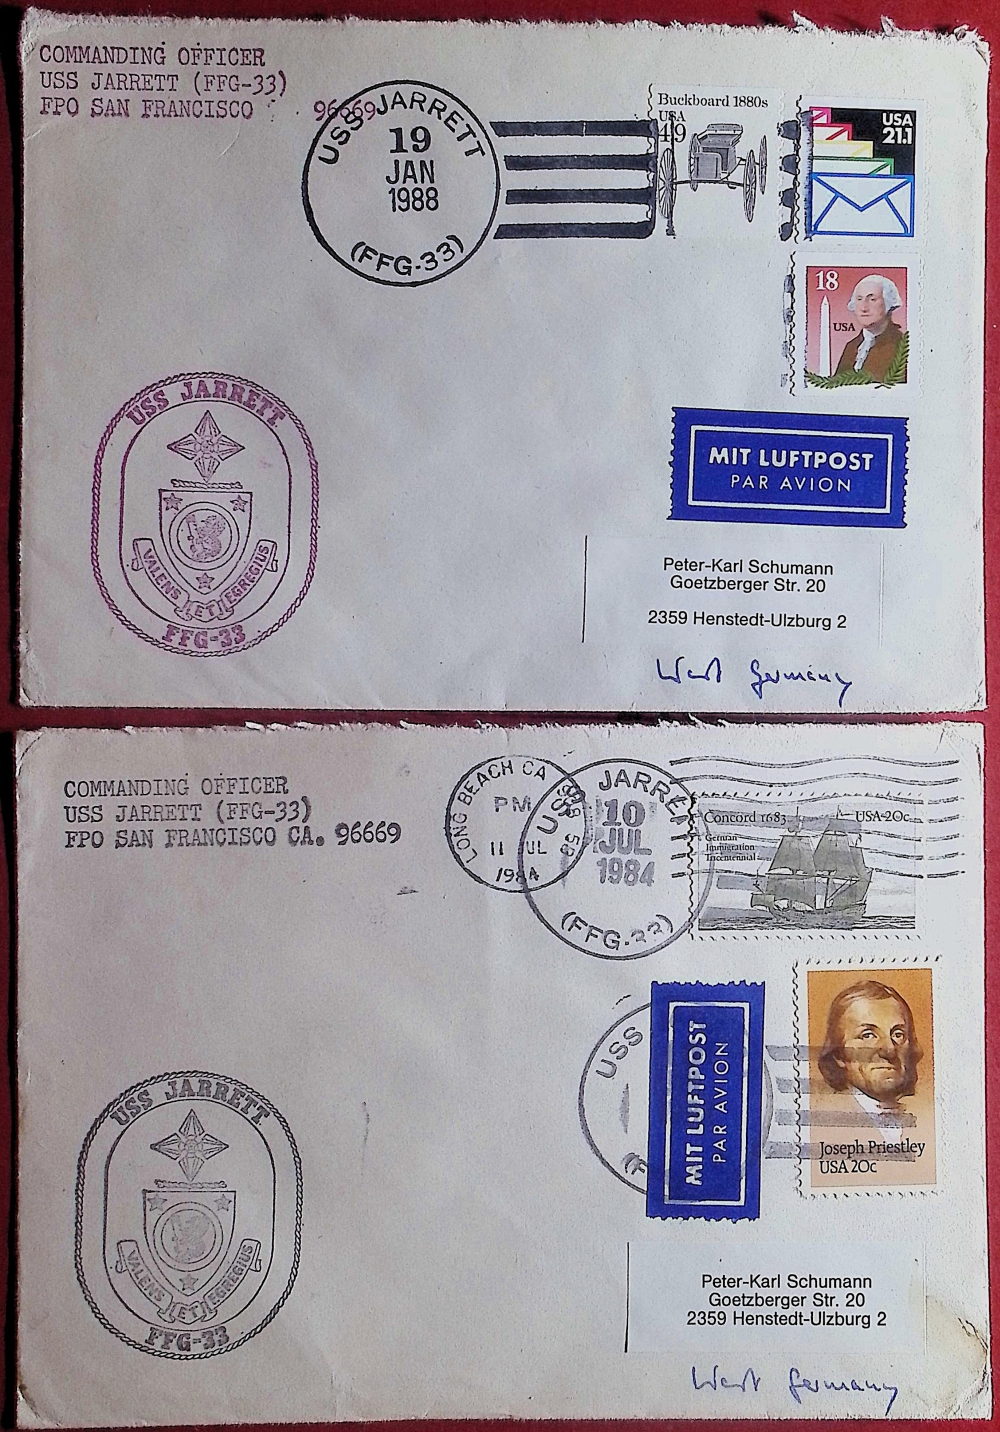 COMMANDING OFFICER
USS JARRETT (FFG-33)
FPO SAN FRANCISCO 96669
USS JARRETT
19
JAN
1988
(FFG-33)
Buckboard 1880s
USA
4.9
USA
21.1
18
USA
MIT LUFTPOST
PAR AVION
USS JARRETT
VALENS ET EGREGIUS
FFG-33
Peter-Karl Schumann
Goetzberger Str. 20
2359 Henstedt-Ulzburg 2
West Germany
COMMANDING OFFICER
USS JARRETT (FFG-33)
FPO SAN FRANCISCO CA. 96669
LONG BEACH CA
PM
11 JUL
1984
USS JARRE
10
JUL
1984
(FFG-33)
Concord 1683
USA 20c
German
Immigration
Tricentennial
USS
(F
MIT LUFTPOST
PAR AVION
Joseph Priestley
USA 20c
USS JARRETT
VALENS ET EGREGIUS
FFG-33
Peter-Karl Schumann
Goetzberger Str. 20
2359 Henstedt-Ulzburg 2
West Germany